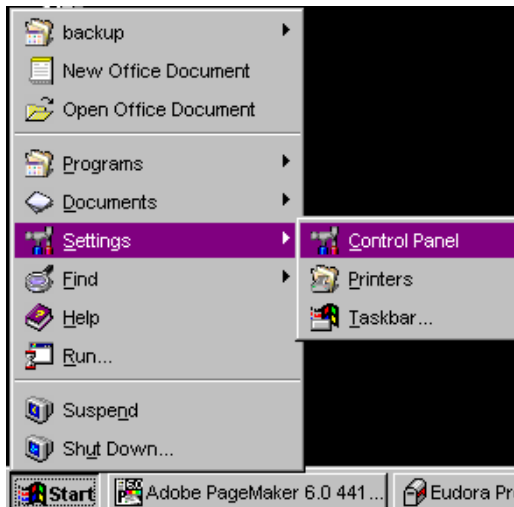 backup
New Office Document
Open Office Document
Programs
Documents
Settings
Control Panel
Find
Printers
Help
Taskbar...
Run...
Suspend
Shut Down...
Start
Adobe PageMaker 6.0 441...
Eudora Pr